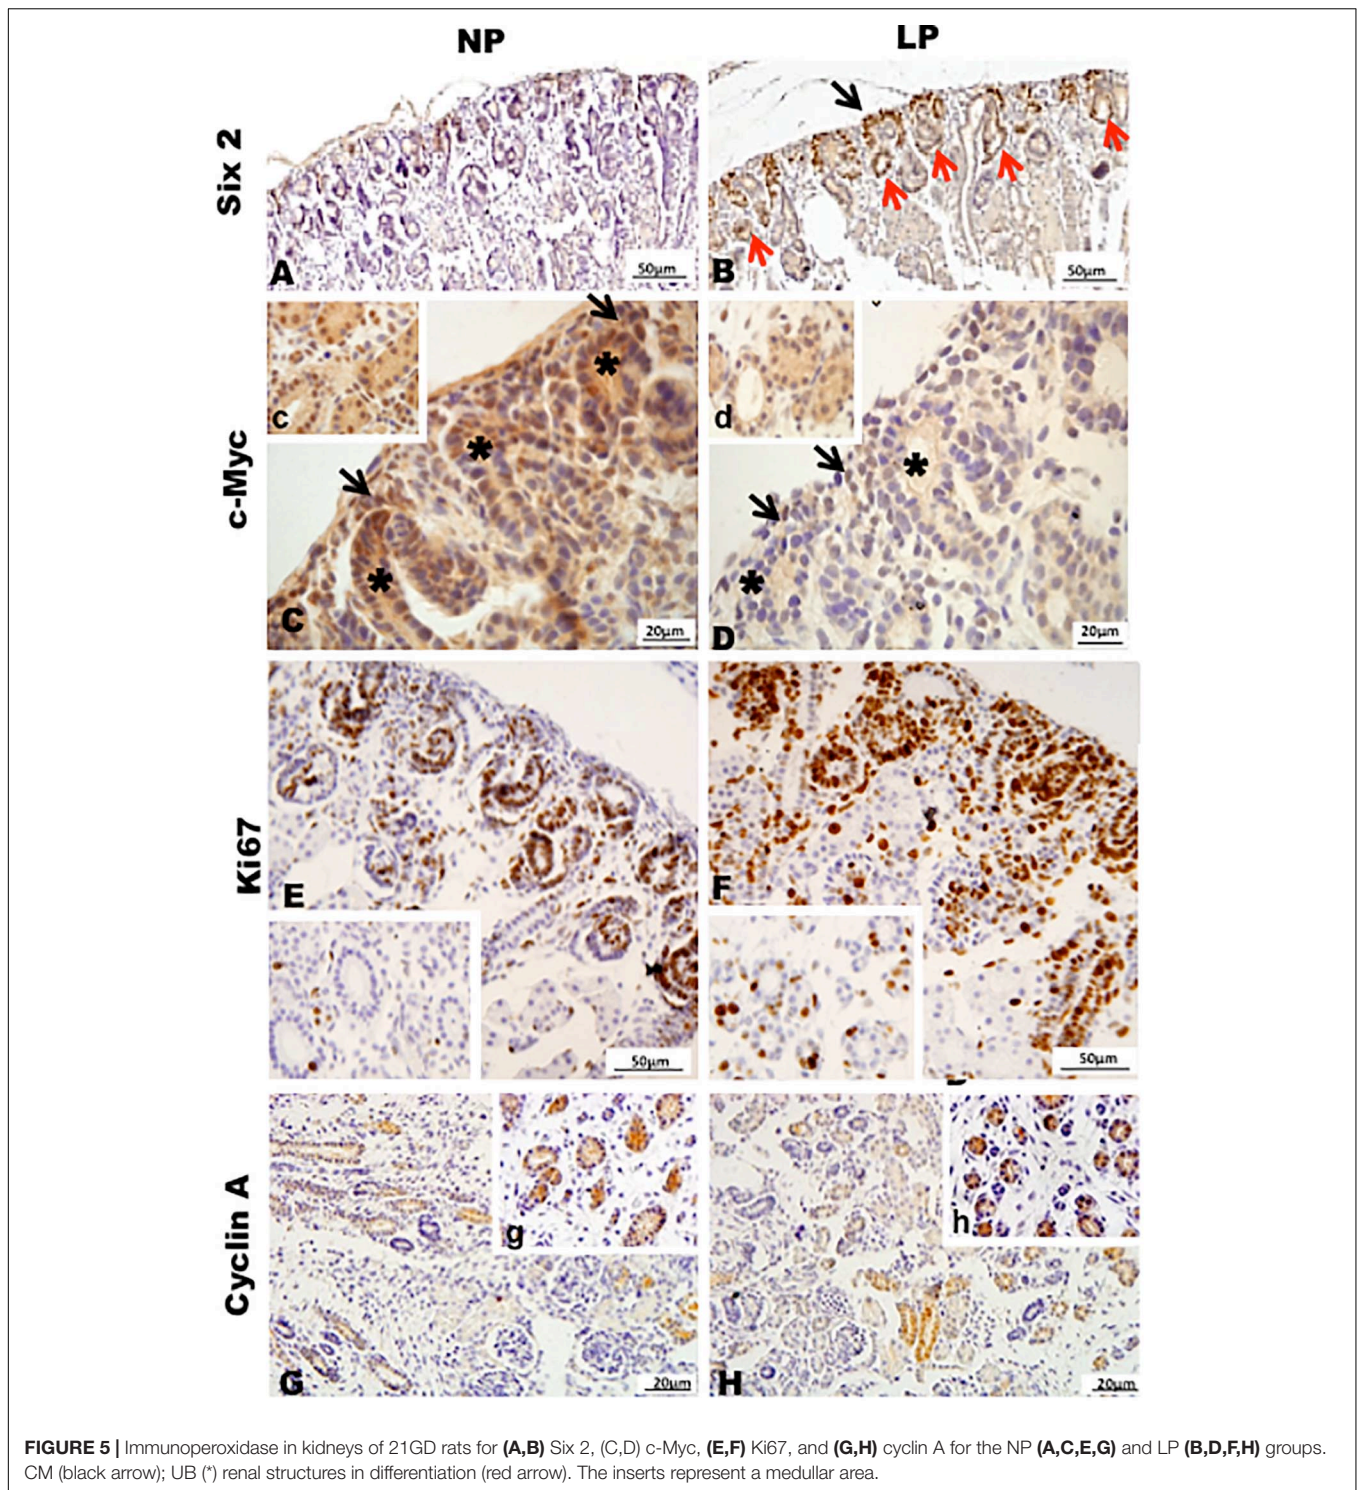 NP
LP
Six 2
A
50µm
B
50µm
c-Myc
c
*
*
*
C
20µm
d
*
*
D
20µm
Ki67
E
50µm
F
50µm
Cyclin A
g
G
20µm
h
H
20µm
FIGURE 5 | Immunoperoxidase in kidneys of 21GD rats for (A,B) Six 2, (C,D) c-Myc, (E,F) Ki67, and (G,H) cyclin A for the NP (A,C,E,G) and LP (B,D,F,H) groups.
CM (black arrow); UB (*) renal structures in differentiation (red arrow). The inserts represent a medullar area.